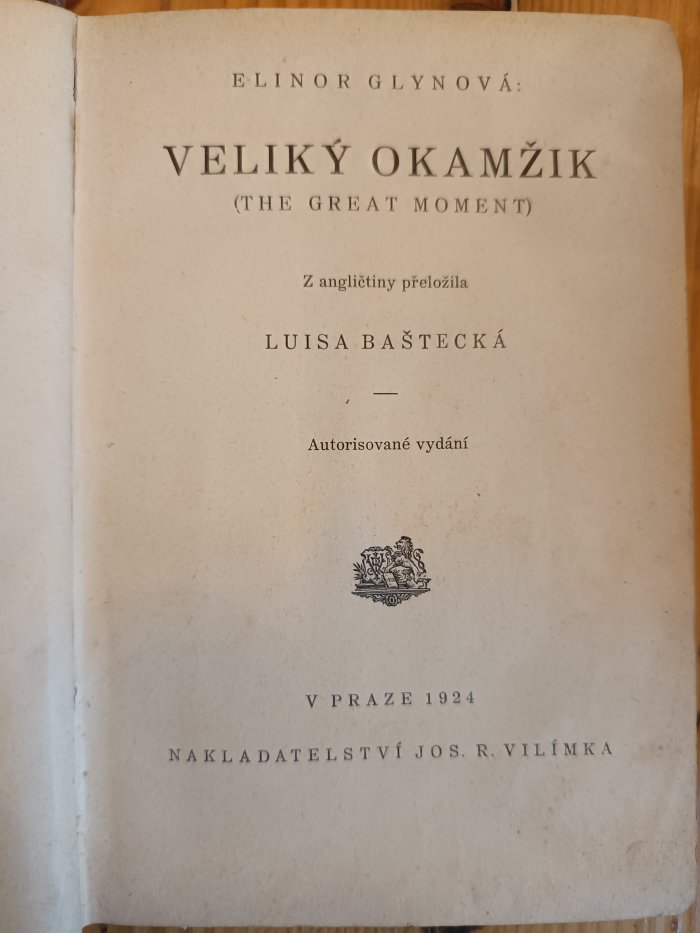 ELINOR GLYNOVÁ:
VELIKÝ OKAMŽIK
(THE GREAT MOMENT)
Z angličtiny přeložila
LUISA BAŠTECKÁ
Autorisované vydání
V PRAZE 1924
NAKLADATELSTVÍ JOS. R. VILÍMKA